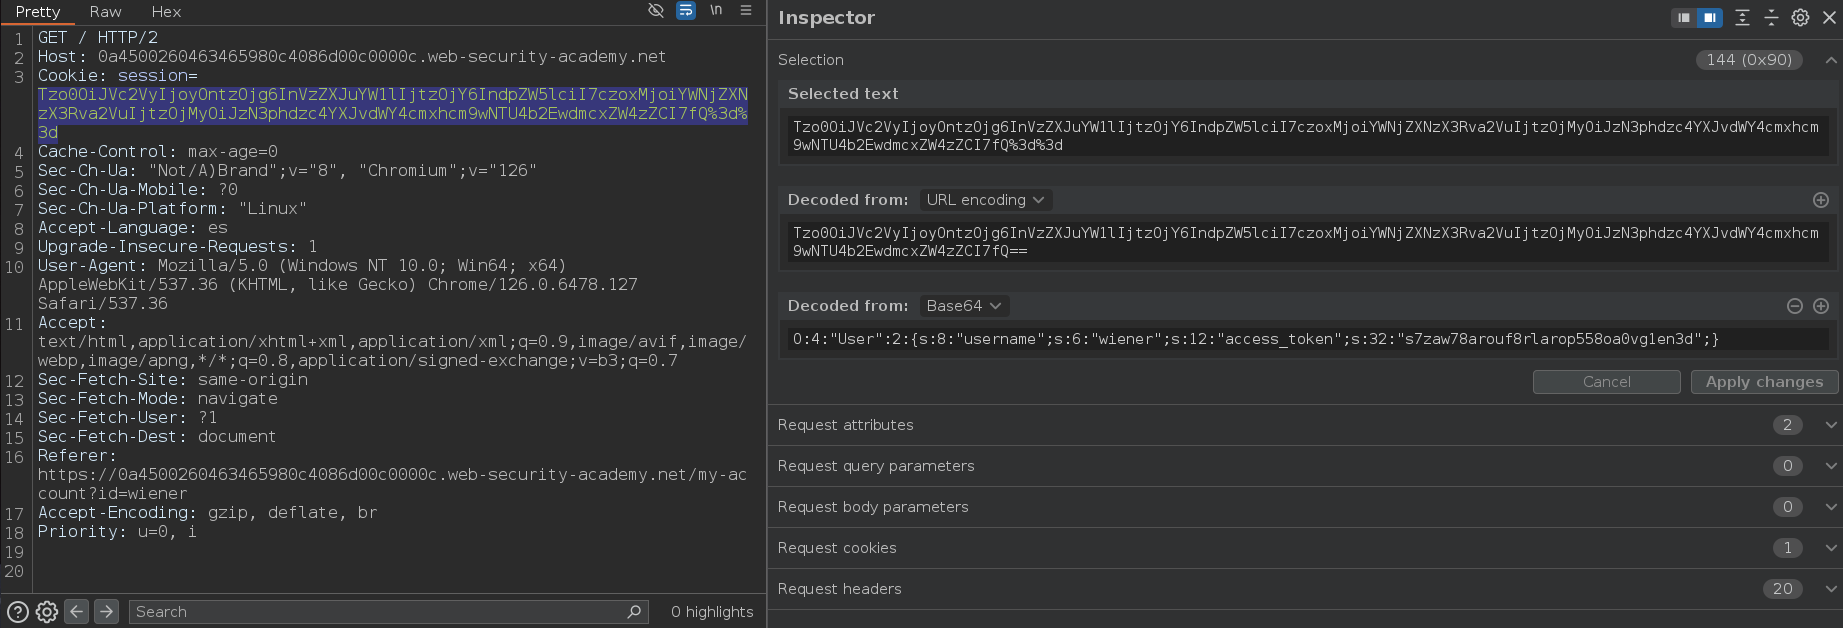 Pretty Raw Hex \n
1 GET / HTTP/2
2 Host: 0a4500260463465980c4086d00c0000c.web-security-academy.net
3 Cookie: session=
Tzo0OiJVc2VyIjoyOntzOjg6InVzZXJuYW1lIjtzOjY6IndpZW5lciI7czoxMjoiYWNjZXN
zX3Rva2VuIjtzOjMyOiJzN3phdzc4YXJvdWY4cmxhcm9wNTU4b2EwdmcxZW4zZCI7fQ%3d%
3d
4 Cache-Control: max-age=0
5 Sec-Ch-Ua: "Not/A)Brand";v="8", "Chromium";v="126"
6 Sec-Ch-Ua-Mobile: ?0
7 Sec-Ch-Ua-Platform: "Linux"
8 Accept-Language: es
9 Upgrade-Insecure-Requests: 1
10 User-Agent: Mozilla/5.0 (Windows NT 10.0; Win64; x64)
AppleWebKit/537.36 (KHTML, like Gecko) Chrome/126.0.6478.127
Safari/537.36
11 Accept:
text/html,application/xhtml+xml,application/xml;q=0.9,image/avif,image/
webp,image/apng,*/*;q=0.8,application/signed-exchange;v=b3;q=0.7
12 Sec-Fetch-Site: same-origin
13 Sec-Fetch-Mode: navigate
14 Sec-Fetch-User: ?1
15 Sec-Fetch-Dest: document
16 Referer:
https://0a4500260463465980c4086d00c0000c.web-security-academy.net/my-ac
count?id=wiener
17 Accept-Encoding: gzip, deflate, br
18 Priority: u=0, i
19
20
Search 0 highlights
Inspector
Selection 144 (0x90)
Selected text
Tzo0OiJVc2VyIjoyOntzOjg6InVzZXJuYW1lIjtzOjY6IndpZW5lciI7czoxMjoiYWNjZXNzX3Rva2VuIjtzOjMyOiJzN3phdzc4YXJvdWY4cmxhcm
9wNTU4b2EwdmcxZW4zZCI7fQ%3d%3d
Decoded from: URL encoding
Tzo0OiJVc2VyIjoyOntzOjg6InVzZXJuYW1lIjtzOjY6IndpZW5lciI7czoxMjoiYWNjZXNzX3Rva2VuIjtzOjMyOiJzN3phdzc4YXJvdWY4cmxhcm
9wNTU4b2EwdmcxZW4zZCI7fQ==
Decoded from: Base64
O:4:"User":2:{s:8:"username";s:6:"wiener";s:12:"access_token";s:32:"s7zaw78arouf8rlarop558oa0vg1en3d";}
Cancel Apply changes
Request attributes 2
Request query parameters 0
Request body parameters 0
Request cookies 1
Request headers 20